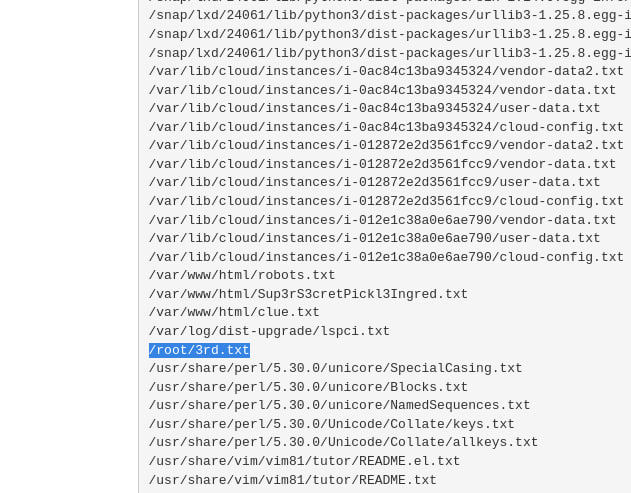 /snap/lxd/24061/lib/python3/dist-packages/urllib3-1.25.8.egg-i
/snap/lxd/24061/lib/python3/dist-packages/urllib3-1.25.8.egg-i
/snap/lxd/24061/lib/python3/dist-packages/urllib3-1.25.8.egg-i
/var/lib/cloud/instances/i-0ac84c13ba9345324/vendor-data2.txt
/var/lib/cloud/instances/i-0ac84c13ba9345324/vendor-data.txt
/var/lib/cloud/instances/i-0ac84c13ba9345324/user-data.txt
/var/lib/cloud/instances/i-0ac84c13ba9345324/cloud-config.txt
/var/lib/cloud/instances/i-012872e2d3561fcc9/vendor-data2.txt
/var/lib/cloud/instances/i-012872e2d3561fcc9/vendor-data.txt
/var/lib/cloud/instances/i-012872e2d3561fcc9/user-data.txt
/var/lib/cloud/instances/i-012872e2d3561fcc9/cloud-config.txt
/var/lib/cloud/instances/i-012e1c38a0e6ae790/vendor-data.txt
/var/lib/cloud/instances/i-012e1c38a0e6ae790/user-data.txt
/var/lib/cloud/instances/i-012e1c38a0e6ae790/cloud-config.txt
/var/www/html/robots.txt
/var/www/html/Sup3rS3cretPickl3Ingred.txt
/var/www/html/clue.txt
/var/log/dist-upgrade/lspci.txt
/root/3rd.txt
/usr/share/perl/5.30.0/unicore/SpecialCasing.txt
/usr/share/perl/5.30.0/unicore/Blocks.txt
/usr/share/perl/5.30.0/unicore/NamedSequences.txt
/usr/share/perl/5.30.0/Unicode/Collate/keys.txt
/usr/share/perl/5.30.0/Unicode/Collate/allkeys.txt
/usr/share/vim/vim81/tutor/README.el.txt
/usr/share/vim/vim81/tutor/README.txt